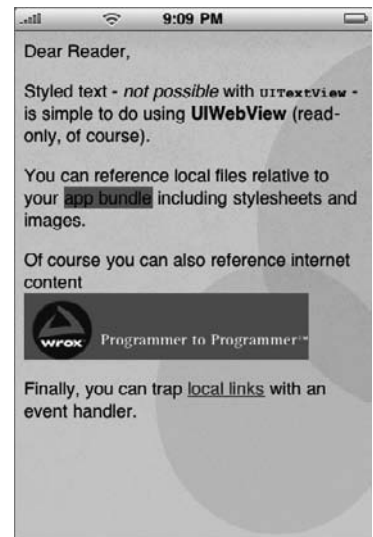 9:09 PM
Dear Reader,
Styled text - not possible with UITextView -
is simple to do using UIWebView (read-
only, of course).
You can reference local files relative to
your app bundle including stylesheets and
images.
Of course you can also reference internet
content
wrox Programmer to Programmer™
Finally, you can trap local links with an
event handler.